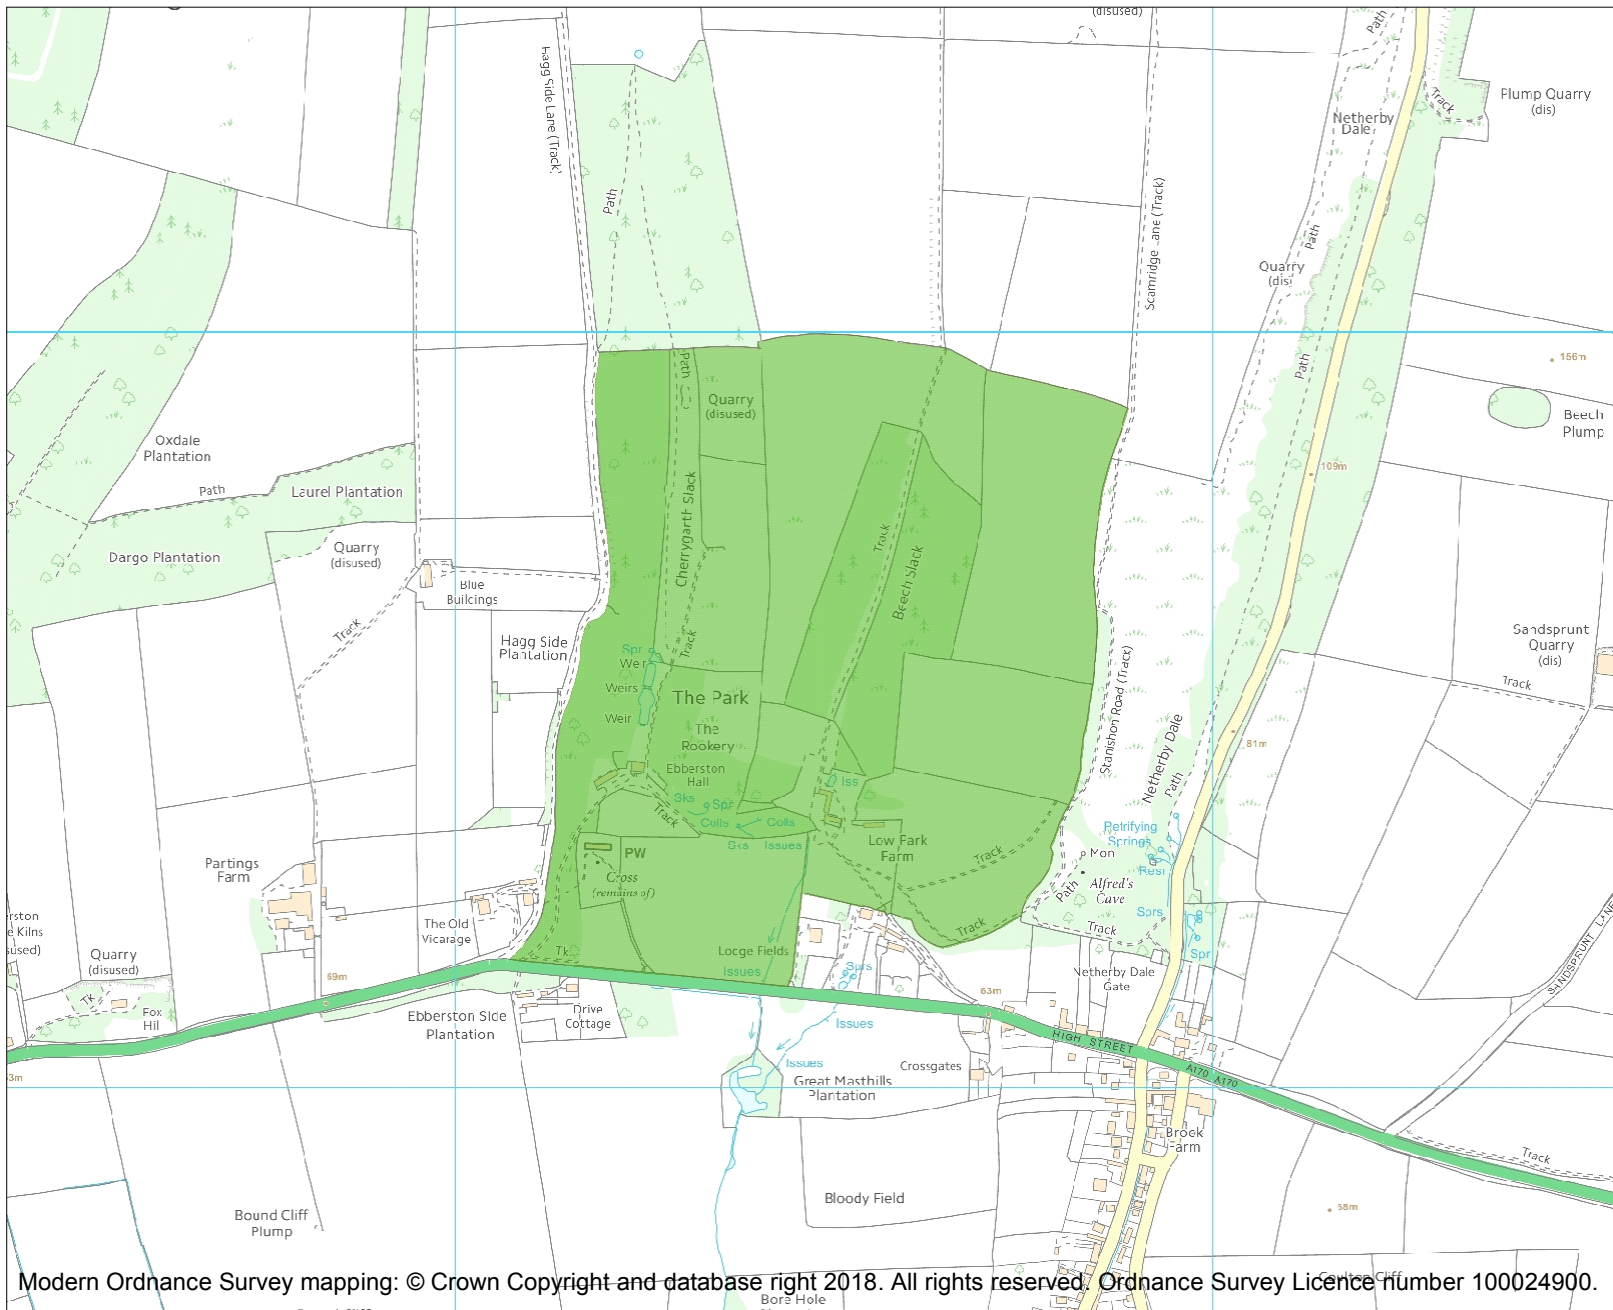 (disused)
Path
Hagg Side Lane (Track)
Track
Plump Quarry
(dis)
Netherby
Dale
Path
Scamridge Lane (Track)
Path
Quarry
(dis)
Path
156m
Beech
Plump
Path
Quarry
(disused)
Oxdale
Plantation
Path
Laurel Plantation
109m
Cherrygarth Slack
Track
Beech Slack
Dargo Plantation
Quarry
(disused)
Blue
Buildings
Track
Hagg Side
Plantation
Spr
Weir
Weirs
Weir
Track
The Park
The
Rookery
Ebberston
Hall
Stanishon Road (Track)
Netherby Dale
Path
81m
Sandsprunt
Quarry
(dis)
Track
Iss
Sks
Spr
Track
Colls
Colls
Sks
Issues
Low Park
Farm
Track
Petrifying
Springs
Mon
Resr
Alfred's
Cave
Path
Partings
Farm
PW
Cross
(remains of)
The Old
Vicarage
Tk
Lodge Fields
Issues
Track
Track
Sprs
Spr
Sprs
Netherby Dale
Gate
SANDSPRUNT LANE
erston
e Kilns
sused)
Quarry
(disused)
Tk
Fox
Hill
69m
63m
Ebberston Side
Plantation
Drive
Cottage
Issues
Issues
Great Masthills
Plantation
Crossgates
HIGH STREET
A170 A170
53m
Brook
Farm
Track
Bloody Field
58m
Bound Cliff
Plump
Modern Ordnance Survey mapping: © Crown Copyright and database right 2018. All rights reserved. Ordnance Survey Licence number 100024900.
Bore Hole